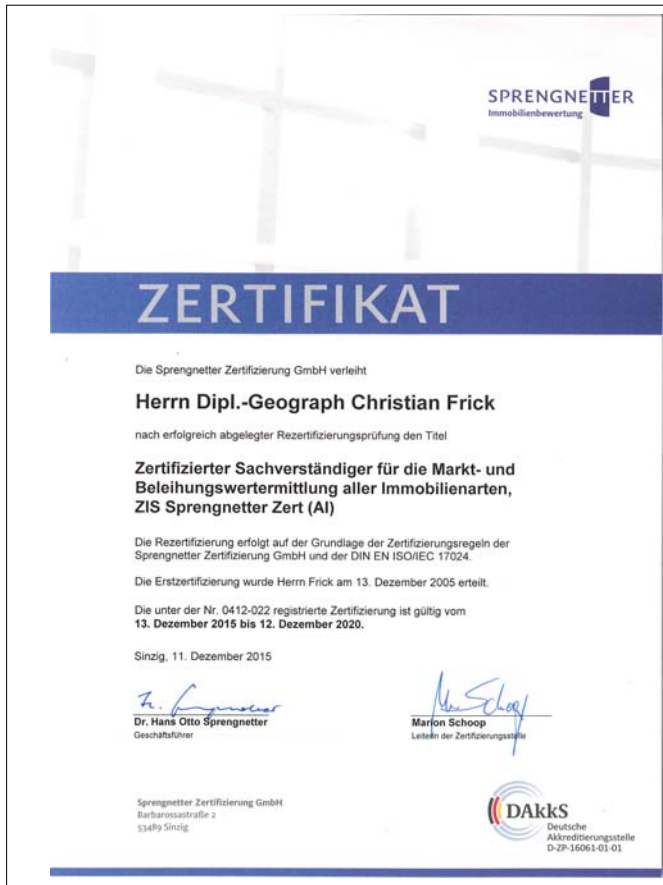 SPRENGNETTER
Immobilienbewertung
ZERTIFIKAT
Die Sprengnetter Zertifizierung GmbH verleiht
Herrn Dipl.-Geograph Christian Frick
nach erfolgreich abgelegter Rezertifizierungsprüfung den Titel
Zertifizierter Sachverständiger für die Markt- und
Beleihungswertermittlung aller Immobilienarten,
ZIS Sprengnetter Zert (AI)
Die Rezertifizierung erfolgt auf der Grundlage der Zertifizierungsregeln der
Sprengnetter Zertifizierung GmbH und der DIN EN ISO/IEC 17024.
Die Erstzertifizierung wurde Herrn Frick am 13. Dezember 2005 erteilt.
Die unter der Nr. 0412-022 registrierte Zertifizierung ist gültig vom
13. Dezember 2015 bis 12. Dezember 2020.
Sinzig, 11. Dezember 2015
Dr. Hans Otto Sprengnetter
Geschäftsführer
Marion Schoop
Leiterin der Zertifizierungsstelle
Sprengnetter Zertifizierung GmbH
Barbarossastraße 2
53489 Sinzig
DAkkS
Deutsche
Akkreditierungsstelle
D-ZP-16061-01-01